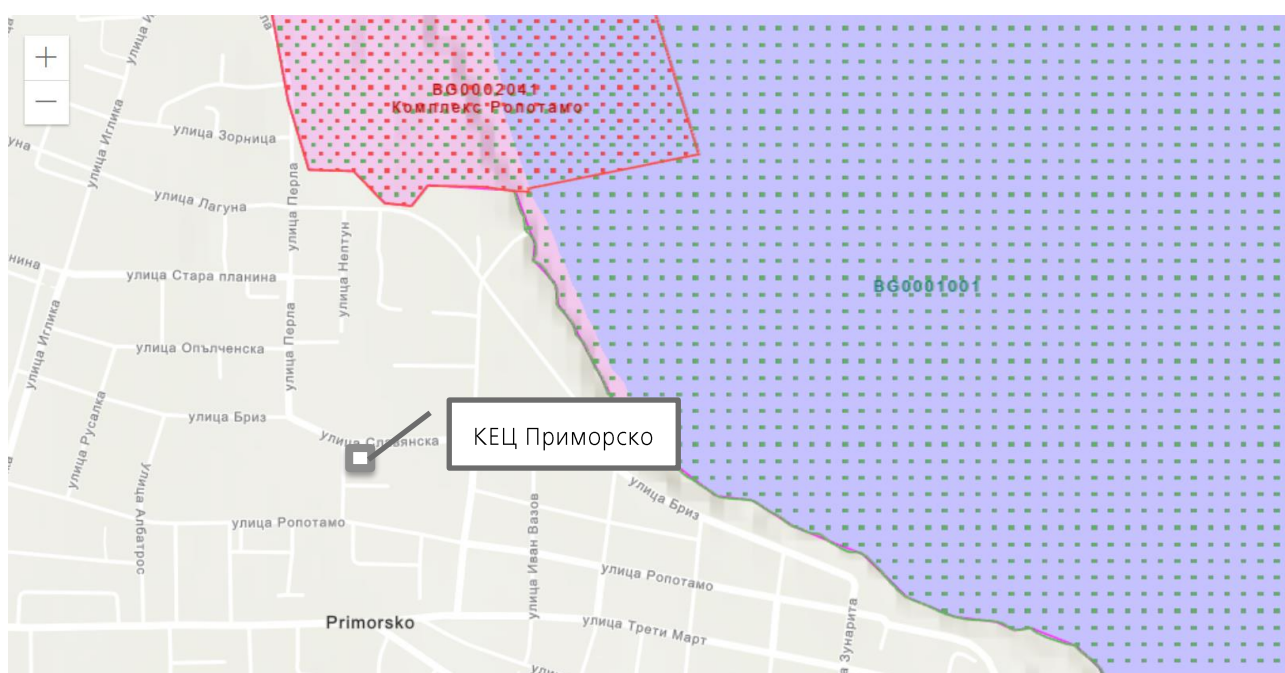 +
−
BG0002041
Комплекс Ропотамо
улица Иглика
улица Зорница
улица Перла
улица Лагуна
улица Нептун
улица Стара планина
BG0001001
улица Опълченска
улица Перла
улица Иглика
улица Русалка
улица Бриз
улица Славянска
КЕЦ Приморско
улица Албатрос
улица Бриз
улица Ропотамо
улица Иван Вазов
улица Ропотамо
Primorsko
улица Трети Март
Зунарита